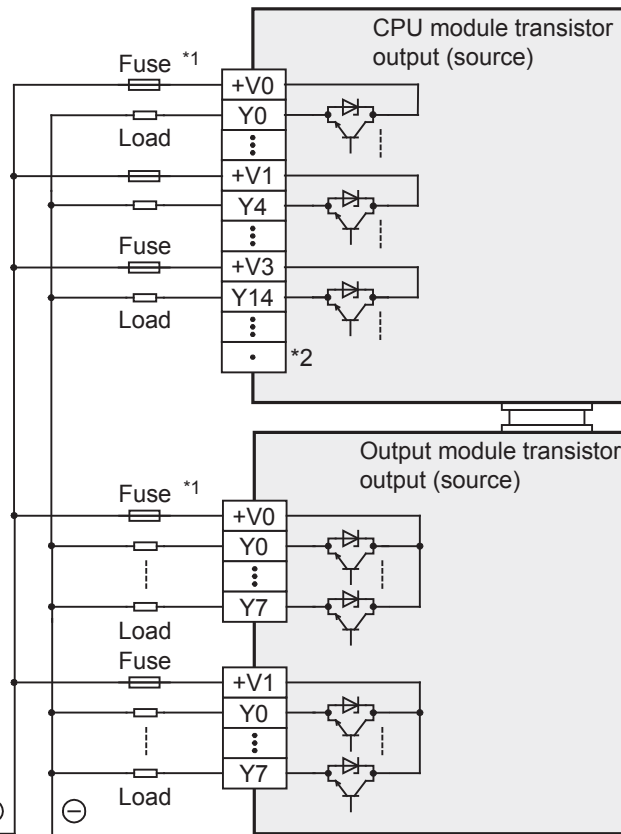 CPU module transistor
output (source)
Fuse *1
+V0
Y0
Load
+V1
Y4
Fuse
+V3
Y14
Load
*2
Output module transistor
output (source)
Fuse *1
+V0
Y0
Y7
Load
Fuse
+V1
Y0
Y7
Load